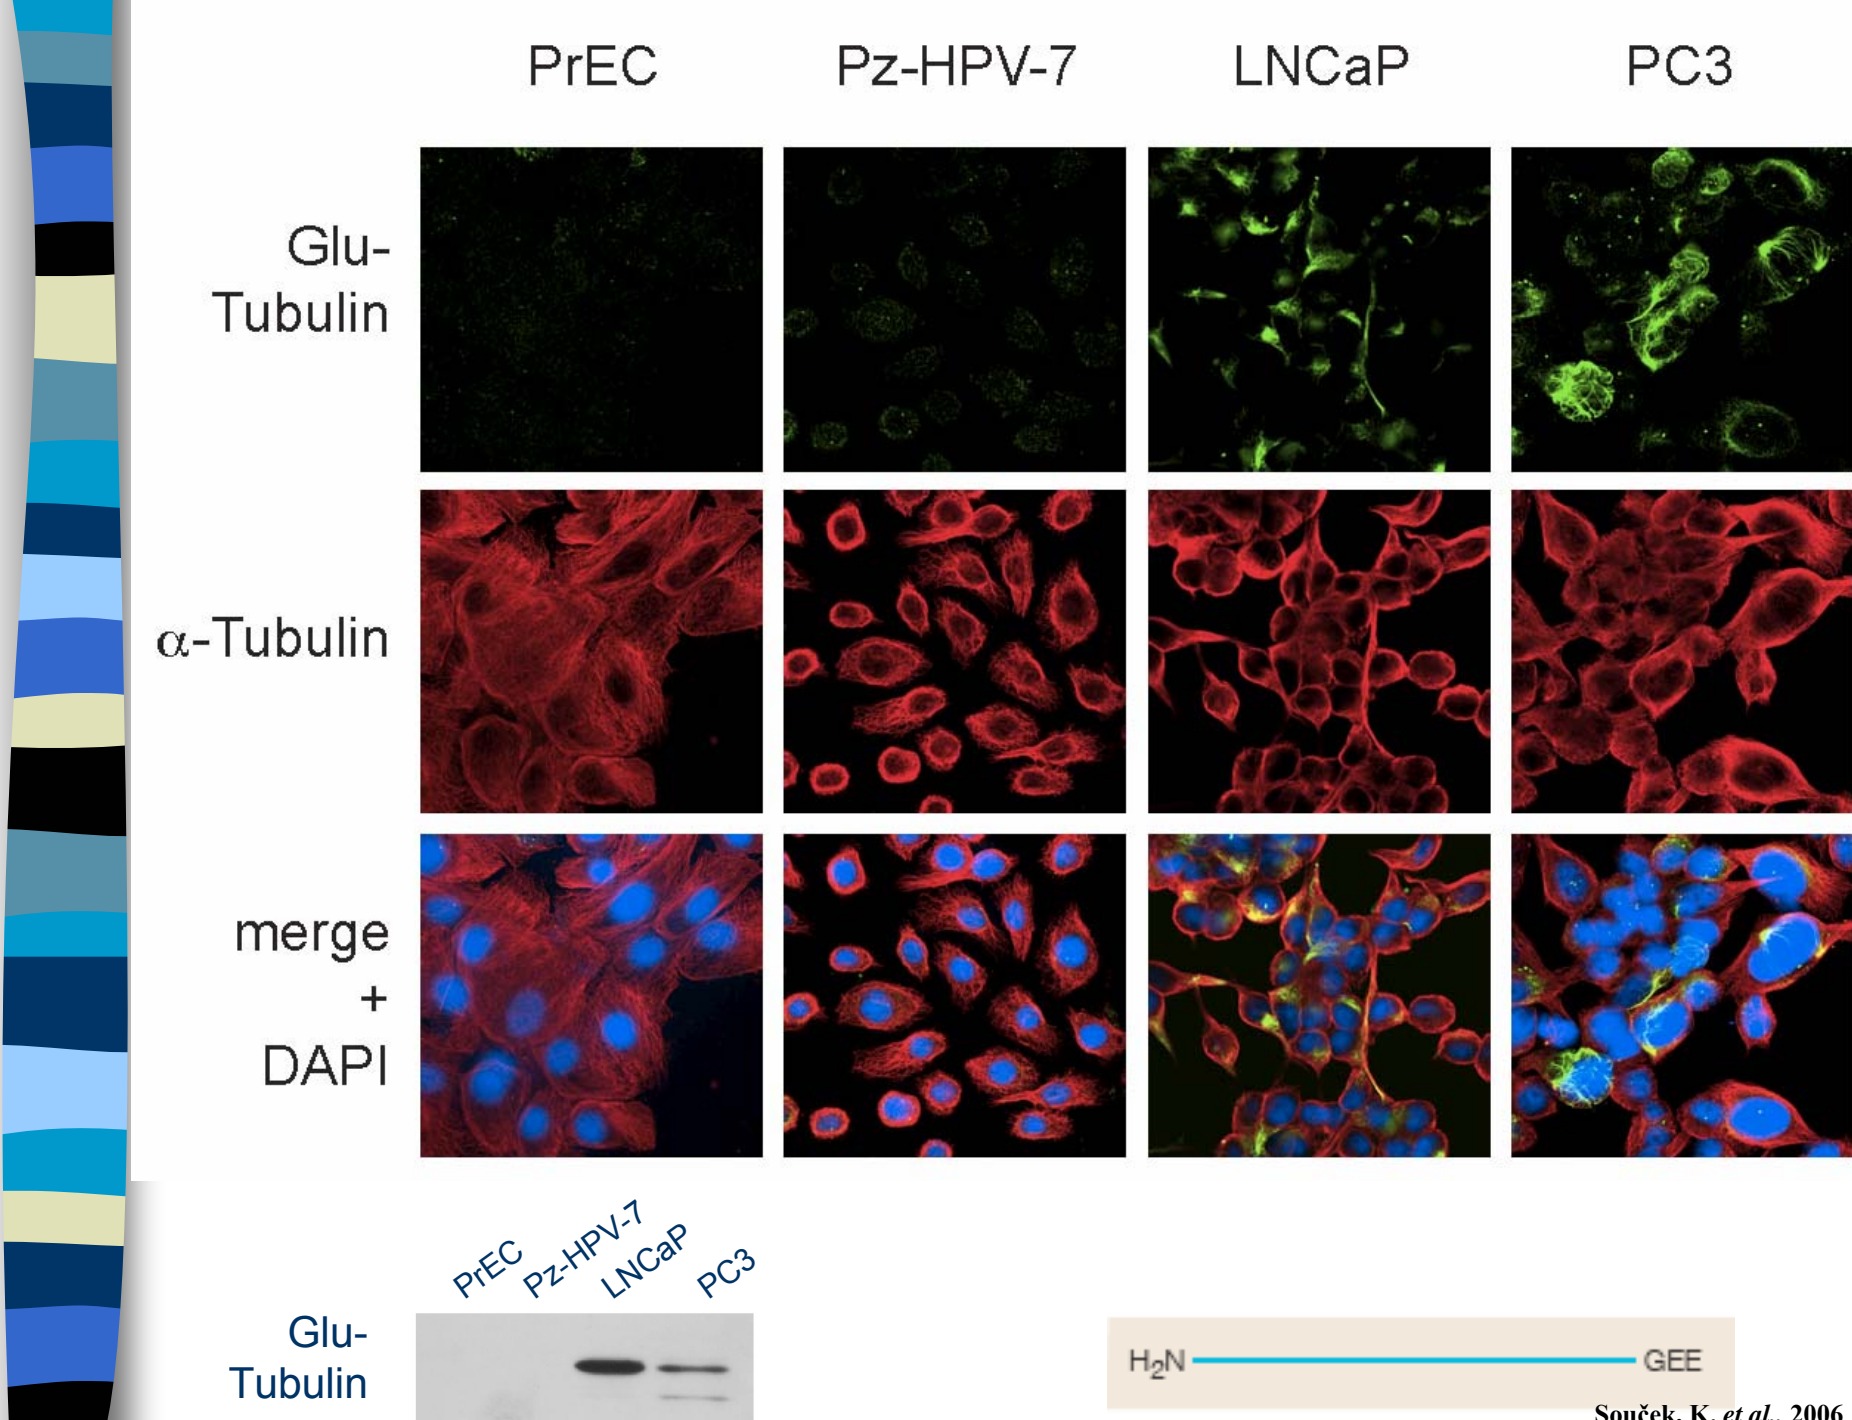 PrEC Pz-HPV-7 LNCaP PC3
Glu-
Tubulin
α-Tubulin
merge
+
DAPI
PrEC Pz-HPV-7 LNCaP PC3
Glu-
Tubulin
H₂N GEE
Souček, K. et al., 2006